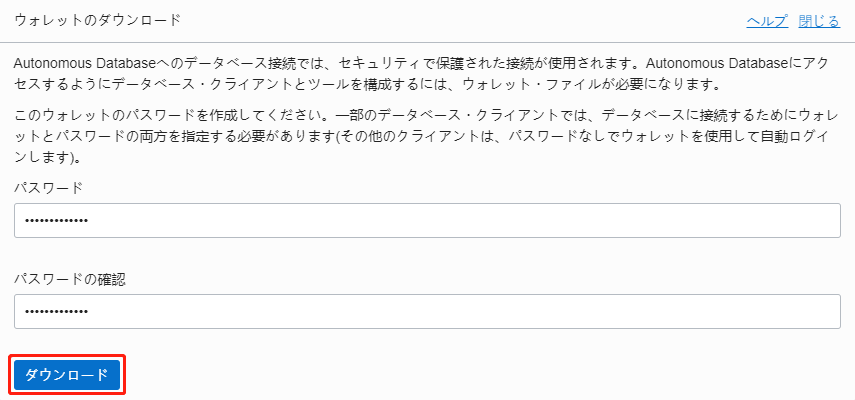 ウォレットのダウンロード
ヘルプ 閉じる
Autonomous Databaseへのデータベース接続では、セキュリティで保護された接続が使用されます。Autonomous Databaseにアク
セスするようにデータベース・クライアントとツールを構成するには、ウォレット・ファイルが必要になります。
このウォレットのパスワードを作成してください。一部のデータベース・クライアントでは、データベースに接続するためにウォレ
ットとパスワードの両方を指定する必要があります(その他のクライアントは、パスワードなしでウォレットを使用して自動ログイ
ンします)。
パスワード
•••••••••••••
パスワードの確認
•••••••••••••
ダウンロード